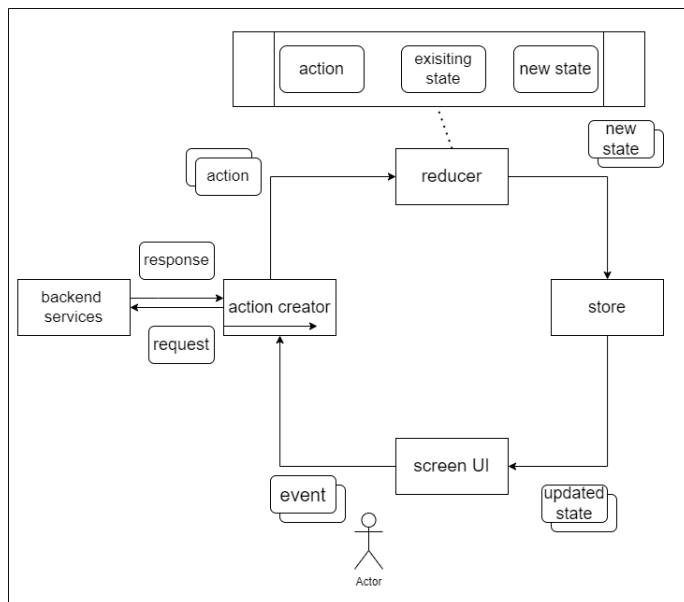 action
exisiting
state
new state
new
state
action
reducer
response
backend
services
action creator
store
request
screen UI
event
updated
state
Actor